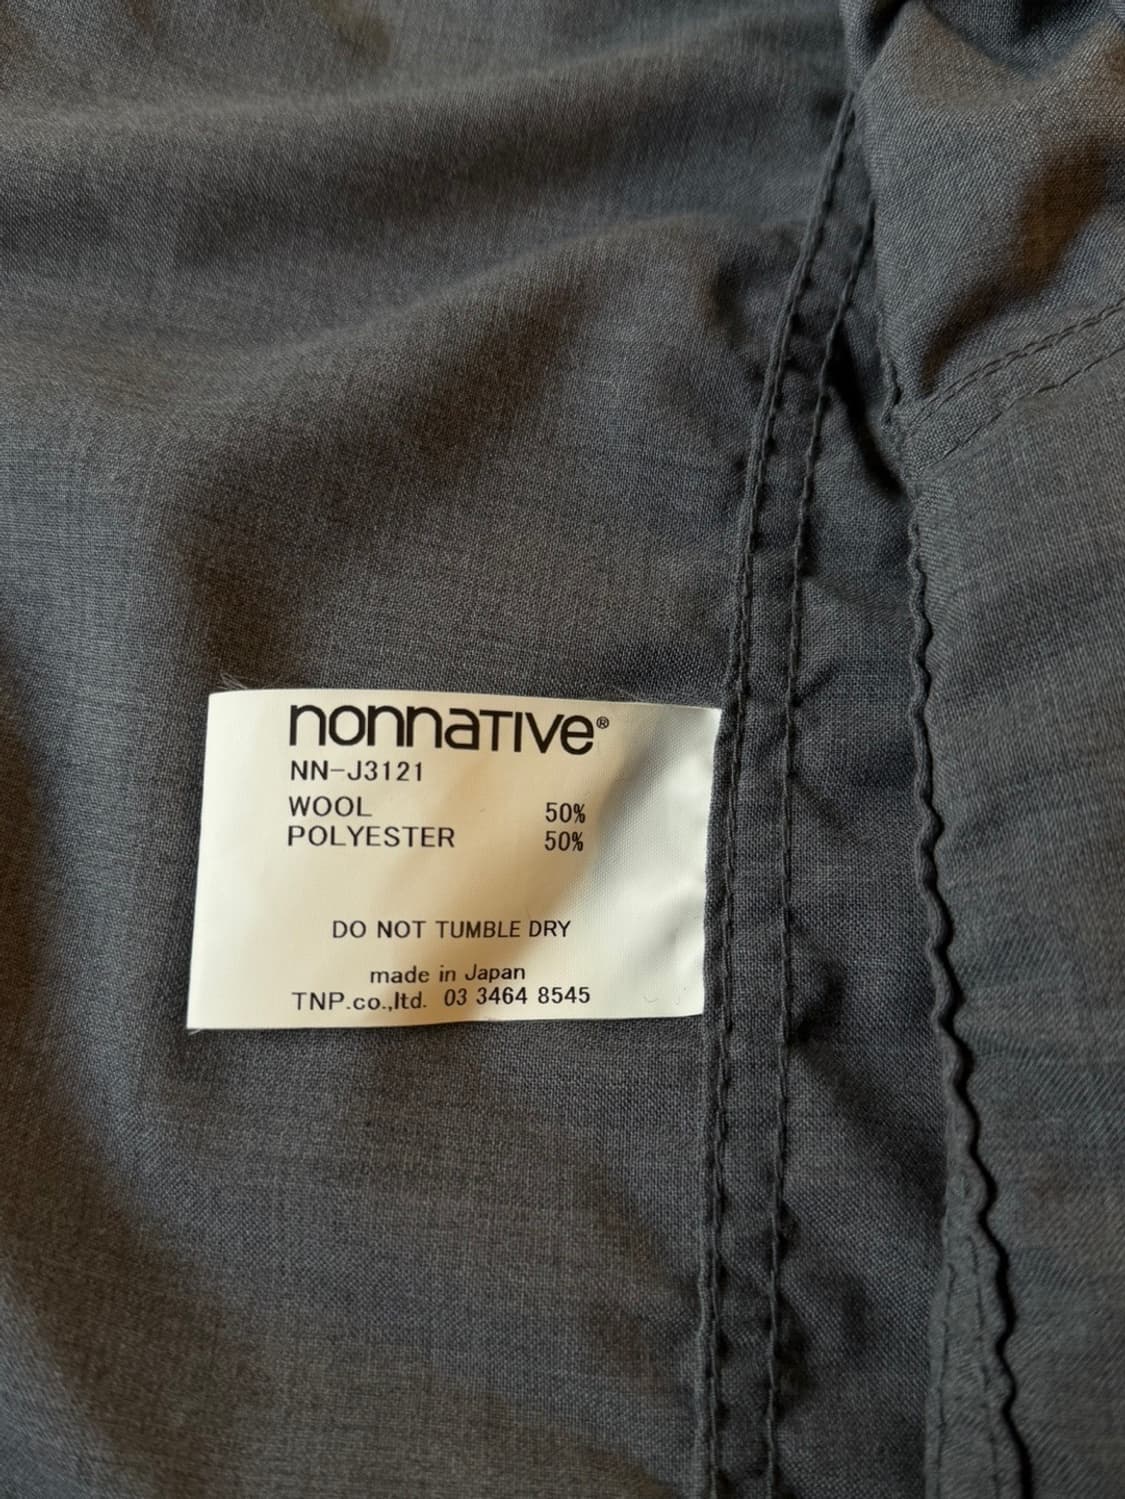 nonnaTIve®
NN-J3121
WOOL 50%
POLYESTER 50%
DO NOT TUMBLE DRY
made in Japan
TNP.co.,ltd. 03 3464 8545